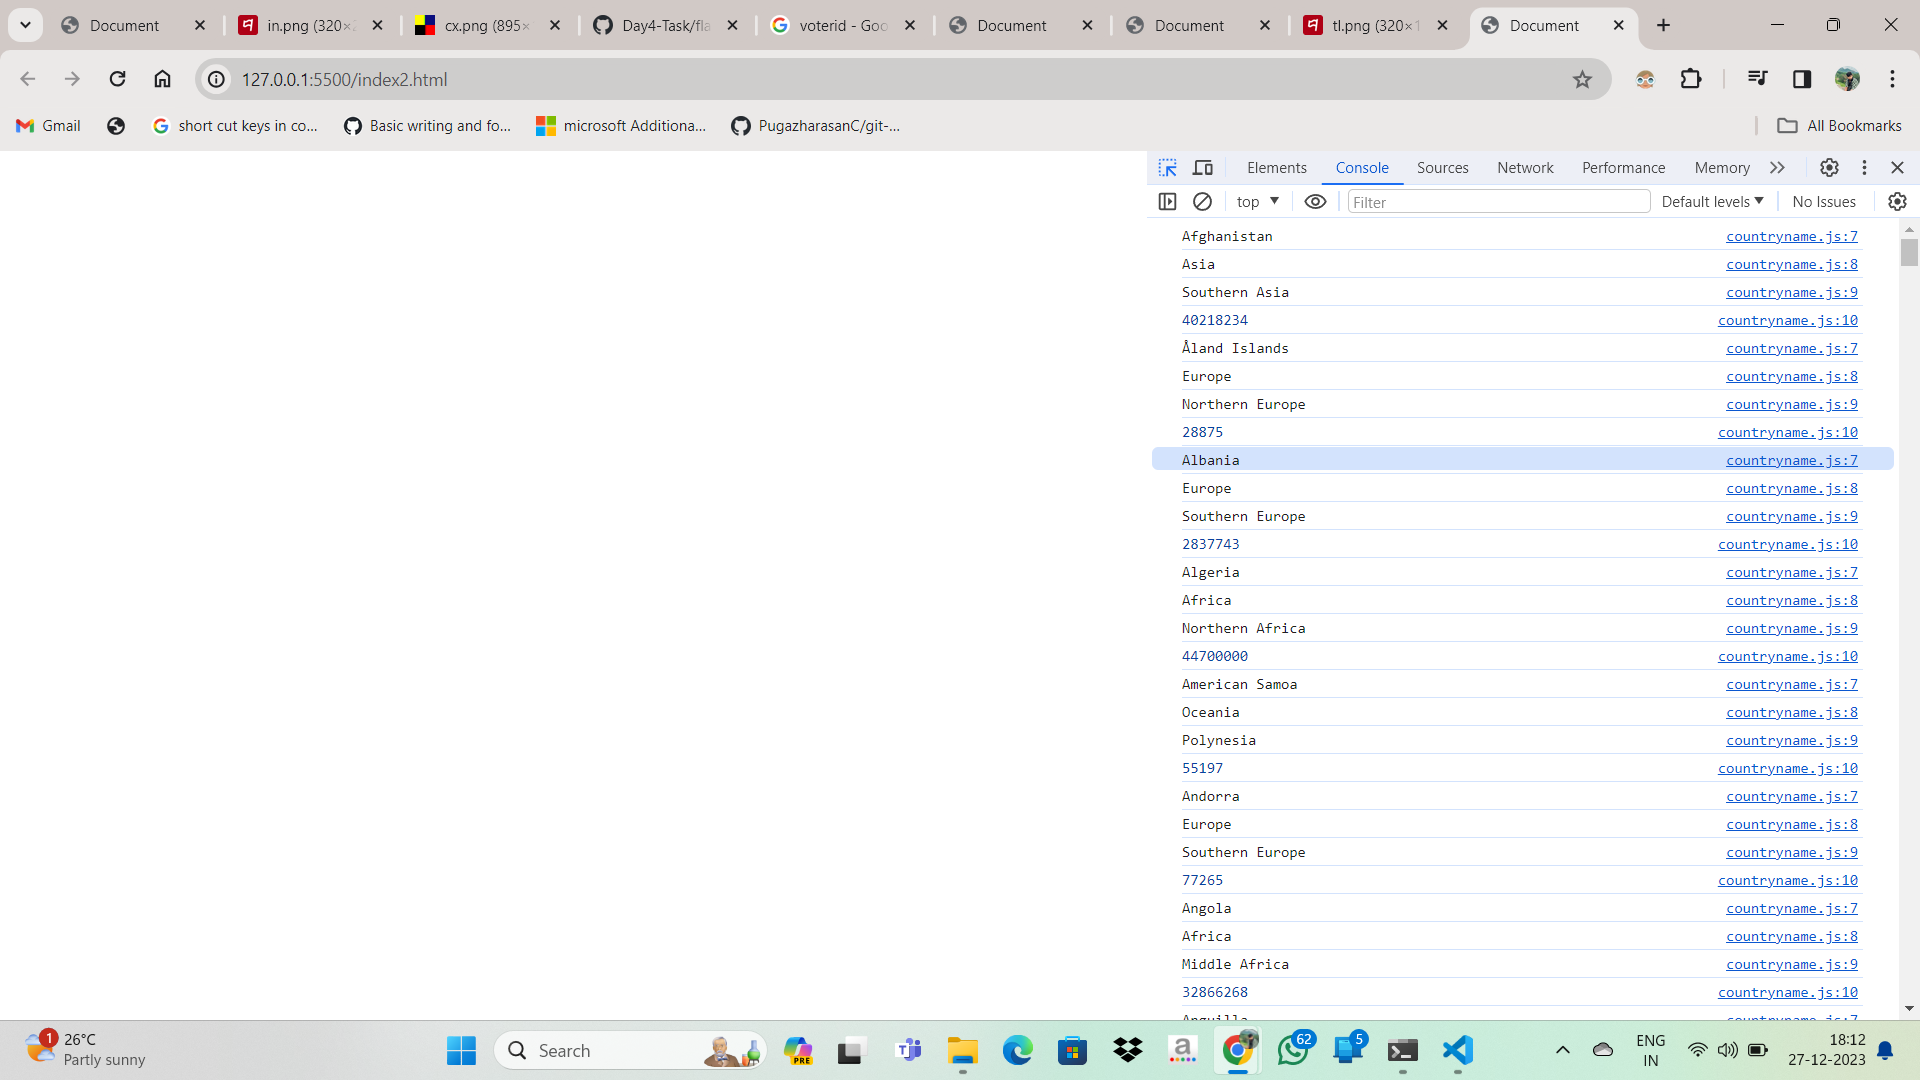 Document
in.png (320×2
cx.png (895×
Day4-Task/fla
voterid - Goo
Document
Document
tl.png (320×1
Document
127.0.0.1:5500/index2.html
Gmail
short cut keys in co...
Basic writing and fo...
microsoft Additiona...
PugazharasanC/git-...
All Bookmarks
Elements
Console
Sources
Network
Performance
Memory
top
Filter
Default levels
No Issues
Afghanistan countryname.js:7
Asia countryname.js:8
Southern Asia countryname.js:9
40218234 countryname.js:10
Åland Islands countryname.js:7
Europe countryname.js:8
Northern Europe countryname.js:9
28875 countryname.js:10
Albania countryname.js:7
Europe countryname.js:8
Southern Europe countryname.js:9
2837743 countryname.js:10
Algeria countryname.js:7
Africa countryname.js:8
Northern Africa countryname.js:9
44700000 countryname.js:10
American Samoa countryname.js:7
Oceania countryname.js:8
Polynesia countryname.js:9
55197 countryname.js:10
Andorra countryname.js:7
Europe countryname.js:8
Southern Europe countryname.js:9
77265 countryname.js:10
Angola countryname.js:7
Africa countryname.js:8
Middle Africa countryname.js:9
32866268 countryname.js:10
Anguilla countryname.js:7
1
26°C
Partly sunny
Search
PRE
a
62
5
ENG
IN
18:12
27-12-2023